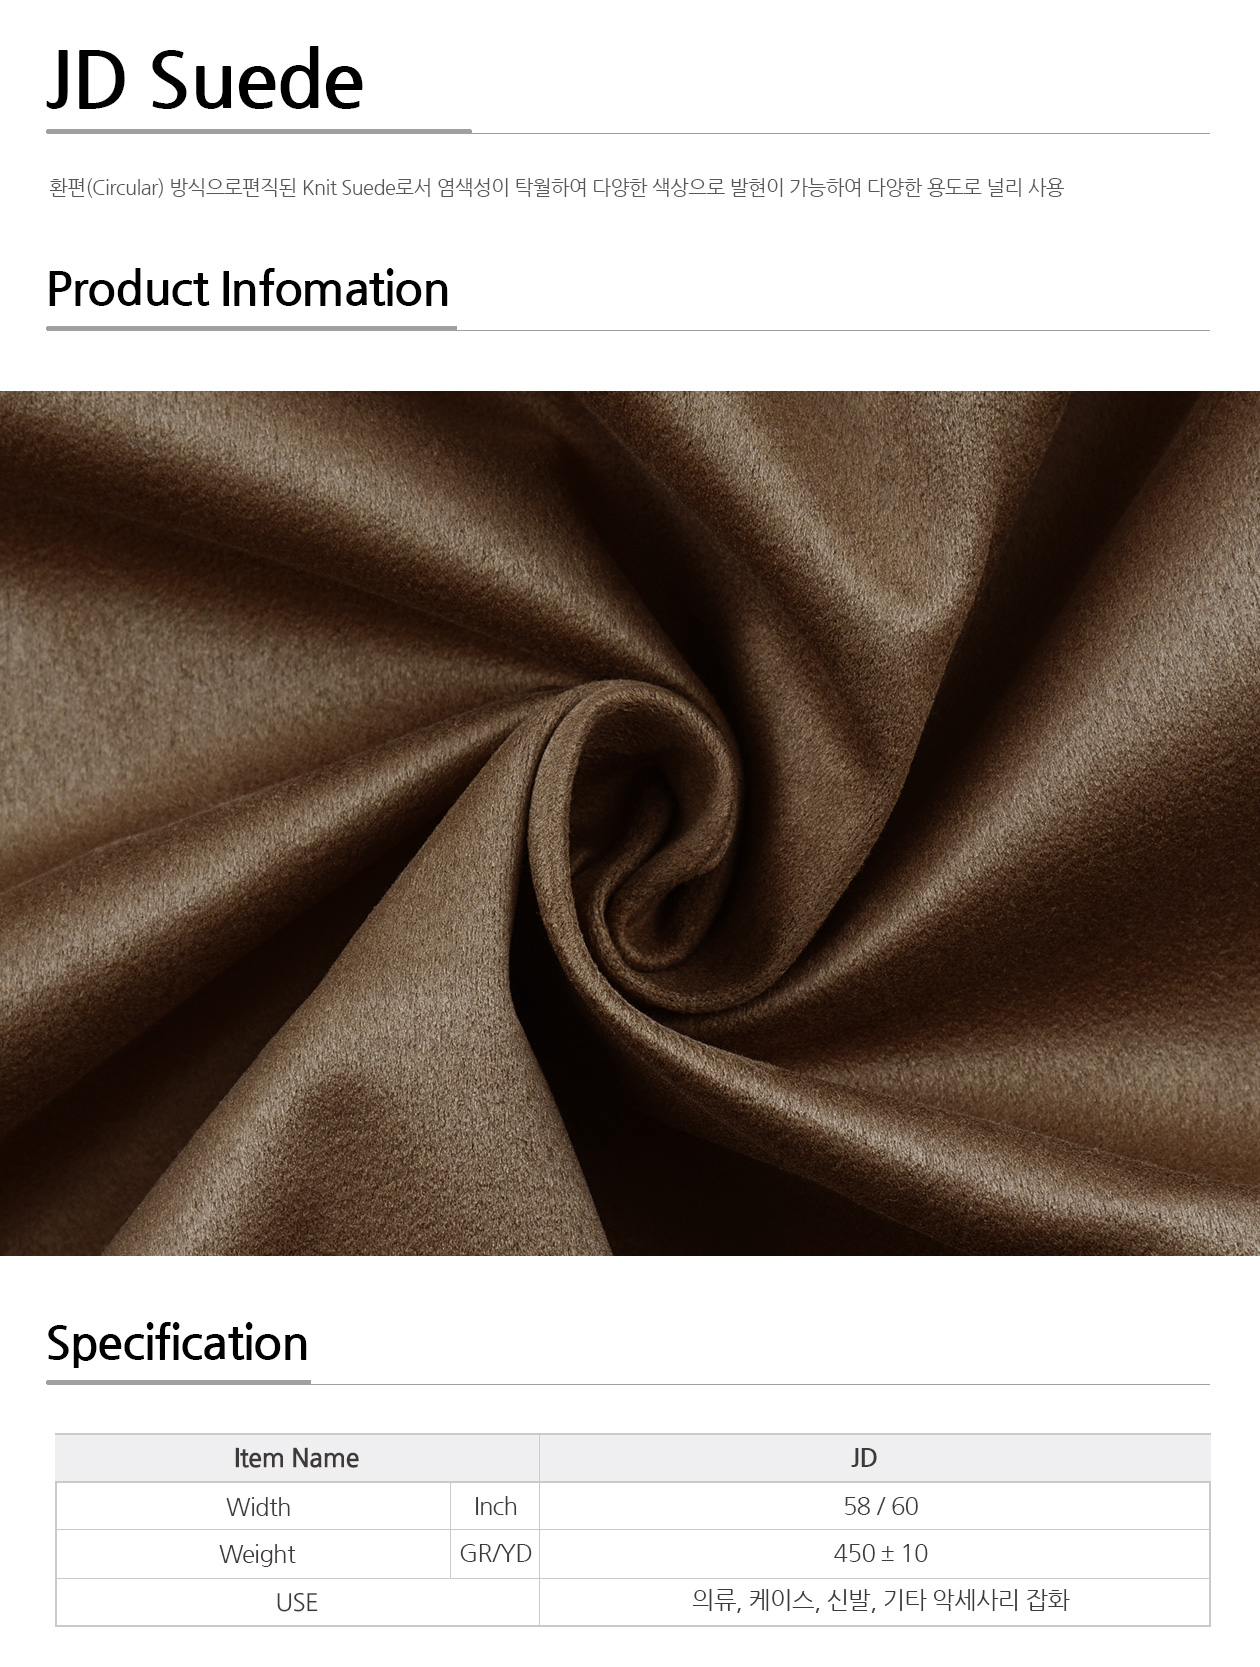 JD Suede
환편(Circular) 방식으로편직된 Knit Suede로서 염색성이 탁월하여 다양한 색상으로 발현이 가능하여 다양한 용도로 널리 사용
Product Infomation
Specification
Item Name JD
Width Inch 58 / 60
Weight GR/YD 450 ± 10
USE 의류, 케이스, 신발, 기타 악세사리 잡화